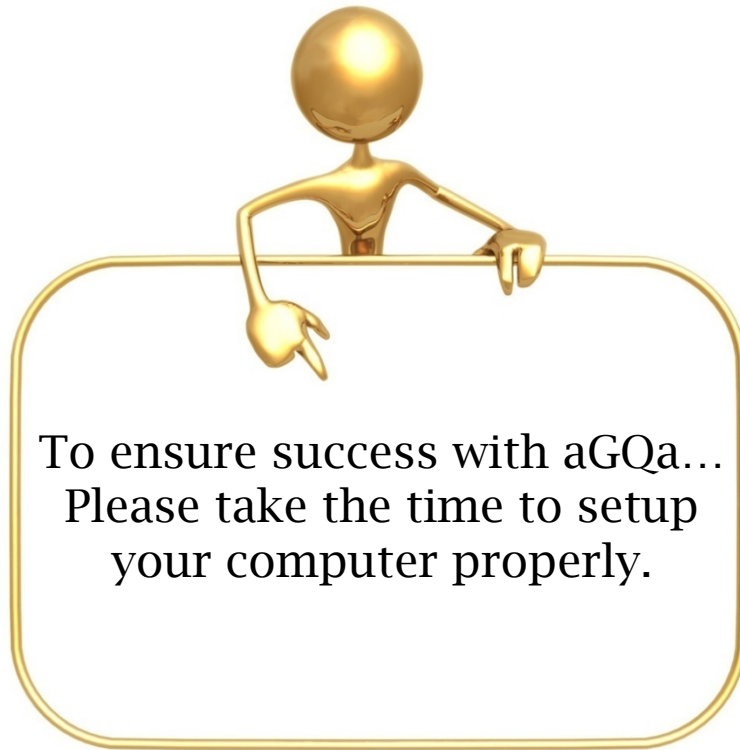 To ensure success with aGQa...
Please take the time to setup
your computer properly.